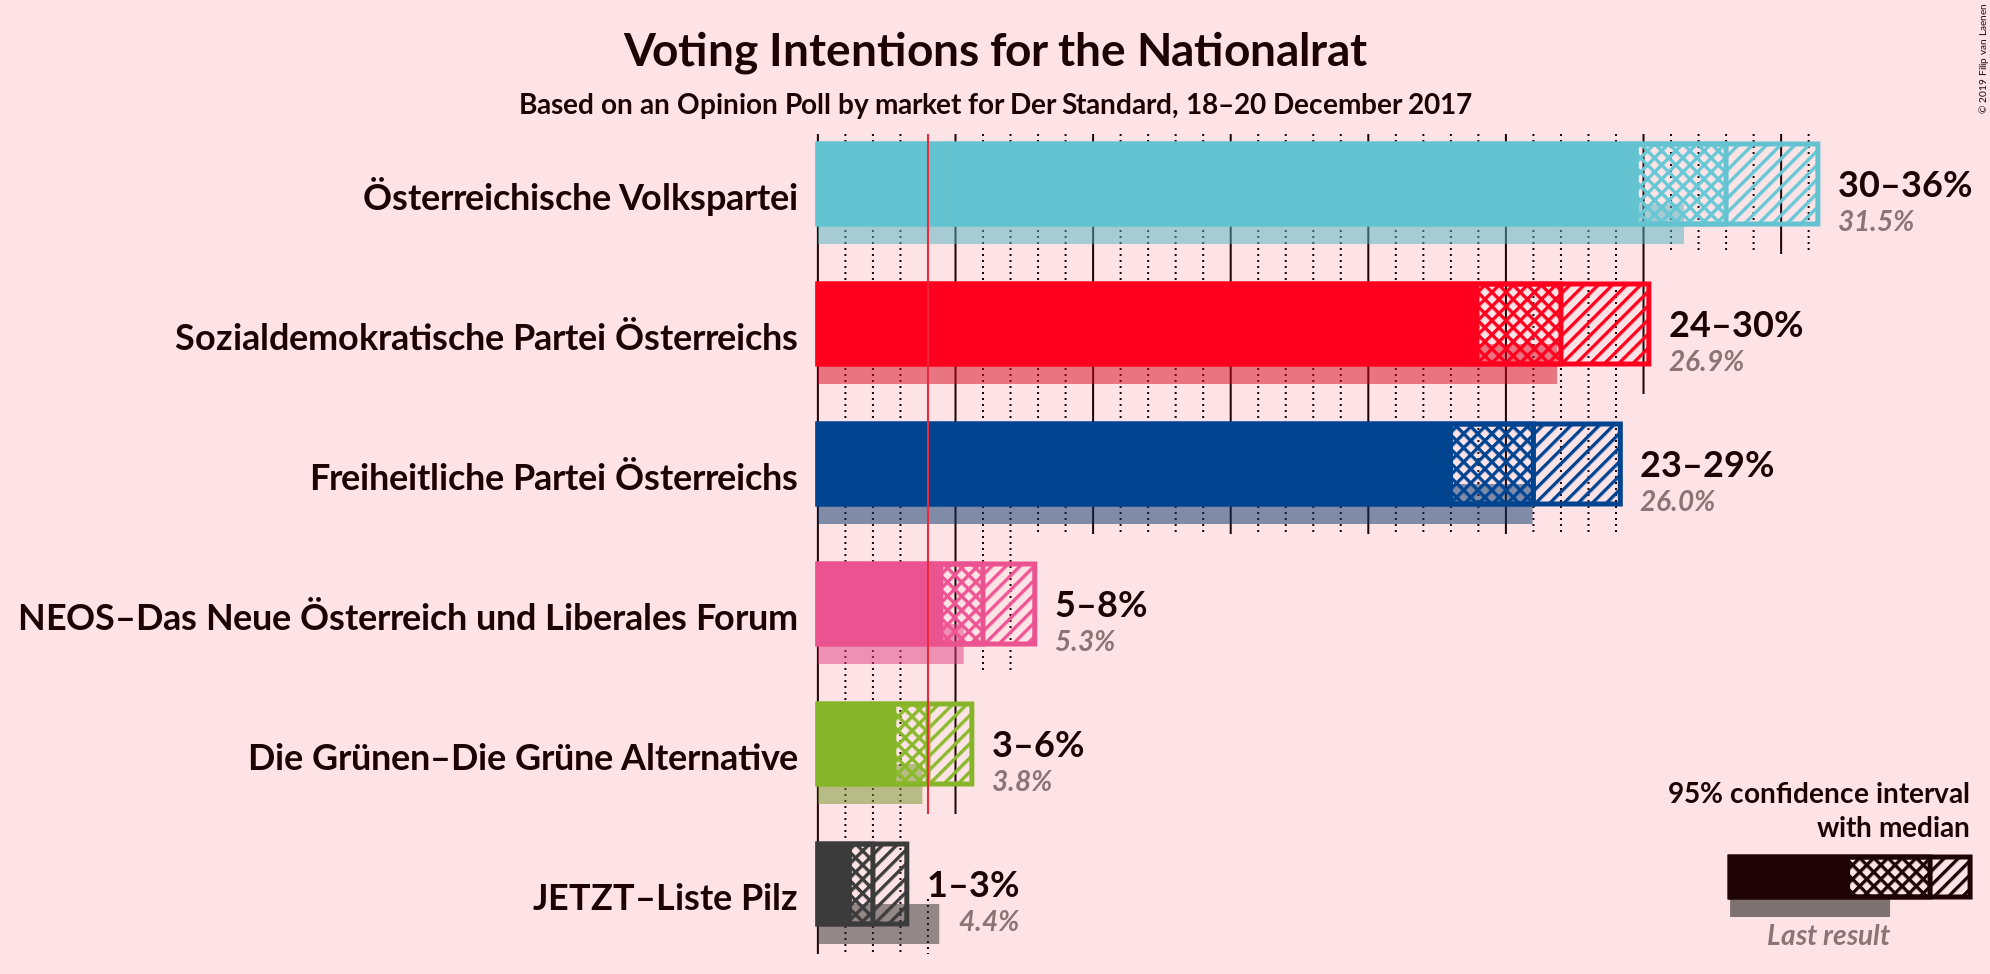 Voting Intentions for the Nationalrat
Based on an Opinion Poll by market for Der Standard, 18–20 December 2017
© 2019 Filip van Laenen
Österreichische Volkspartei
30–36%
31.5%
Sozialdemokratische Partei Österreichs
24–30%
26.9%
Freiheitliche Partei Österreichs
23–29%
26.0%
NEOS–Das Neue Österreich und Liberales Forum
5–8%
5.3%
Die Grünen–Die Grüne Alternative
3–6%
3.8%
JETZT–Liste Pilz
1–3%
4.4%
95% confidence interval
with median
Last result